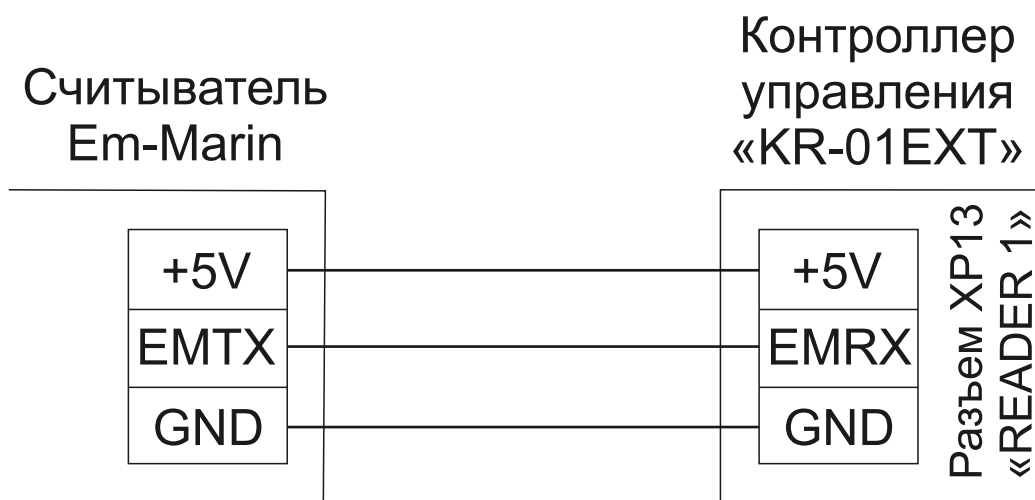 Считыватель
Em-Marin
Контроллер
управления
«KR-01EXT»
+5V
EMTX
GND
+5V
EMRX
GND
Разъем XP13
«READER 1»